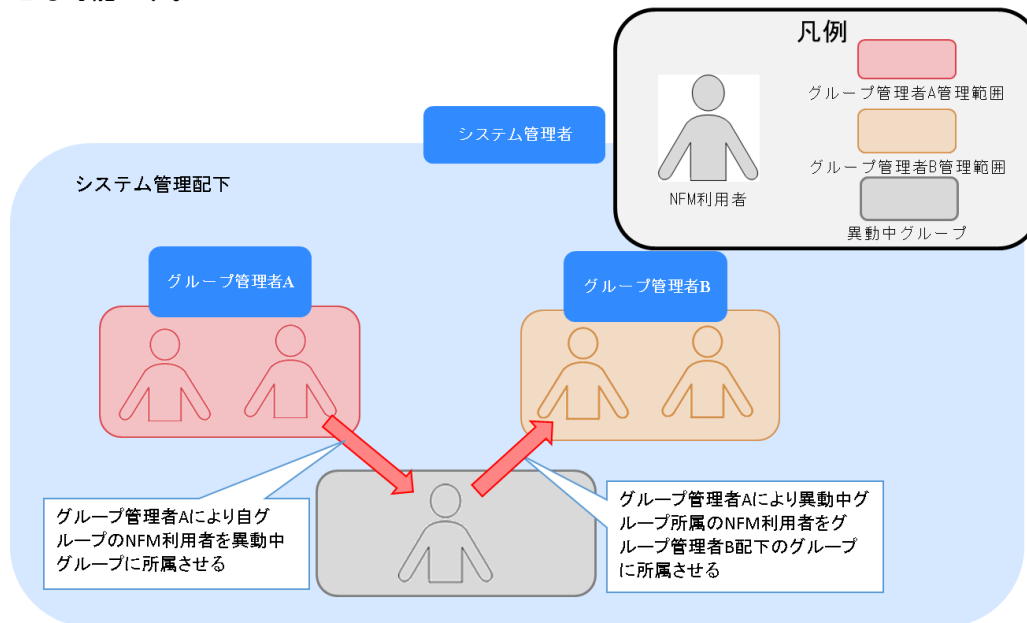 凡例
グループ管理者A管理範囲
グループ管理者B管理範囲
NFM利用者
異動中グループ
システム管理者
システム管理配下
グループ管理者A
グループ管理者B
グループ管理者Aにより自グ
ループのNFM利用者を異動中
グループに所属させる
グループ管理者Aにより異動中グ
ループ所属のNFM利用者をグ
ループ管理者B配下のグループ
に所属させる